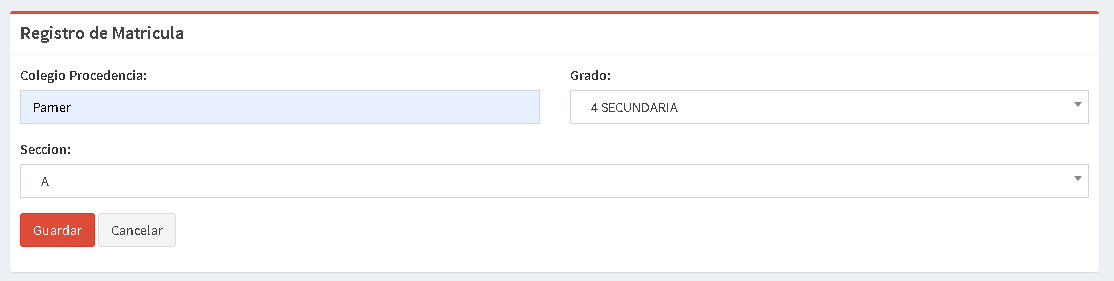 Registro de Matricula
Colegio Procedencia:
Grado:
Pamer
4 SECUNDARIA
Seccion:
A
Guardar
Cancelar